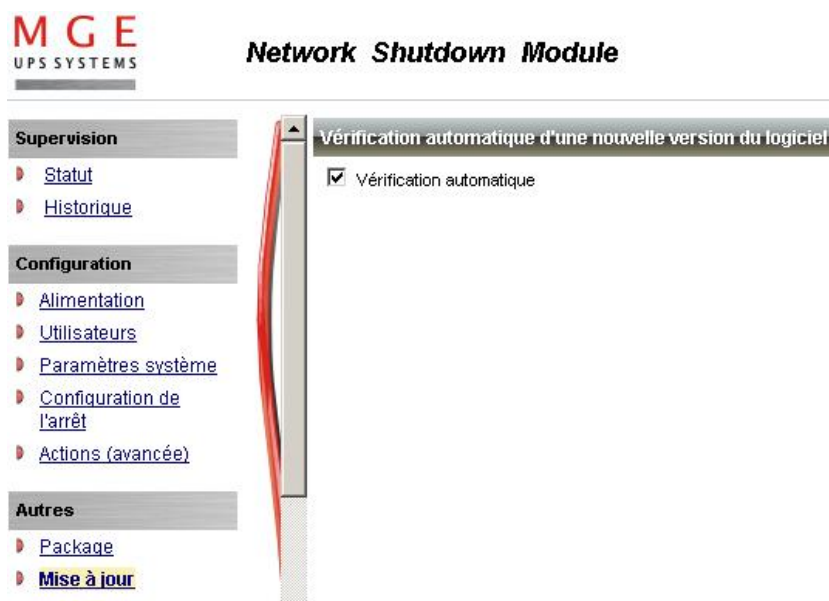 MGE
UPS SYSTEMS
Network Shutdown Module
Supervision
Statut
Historique
Configuration
Alimentation
Utilisateurs
Paramètres système
Configuration de
l'arrêt
Actions (avancée)
Autres
Package
Mise à jour
Vérification automatique d'une nouvelle version du logiciel
Vérification automatique